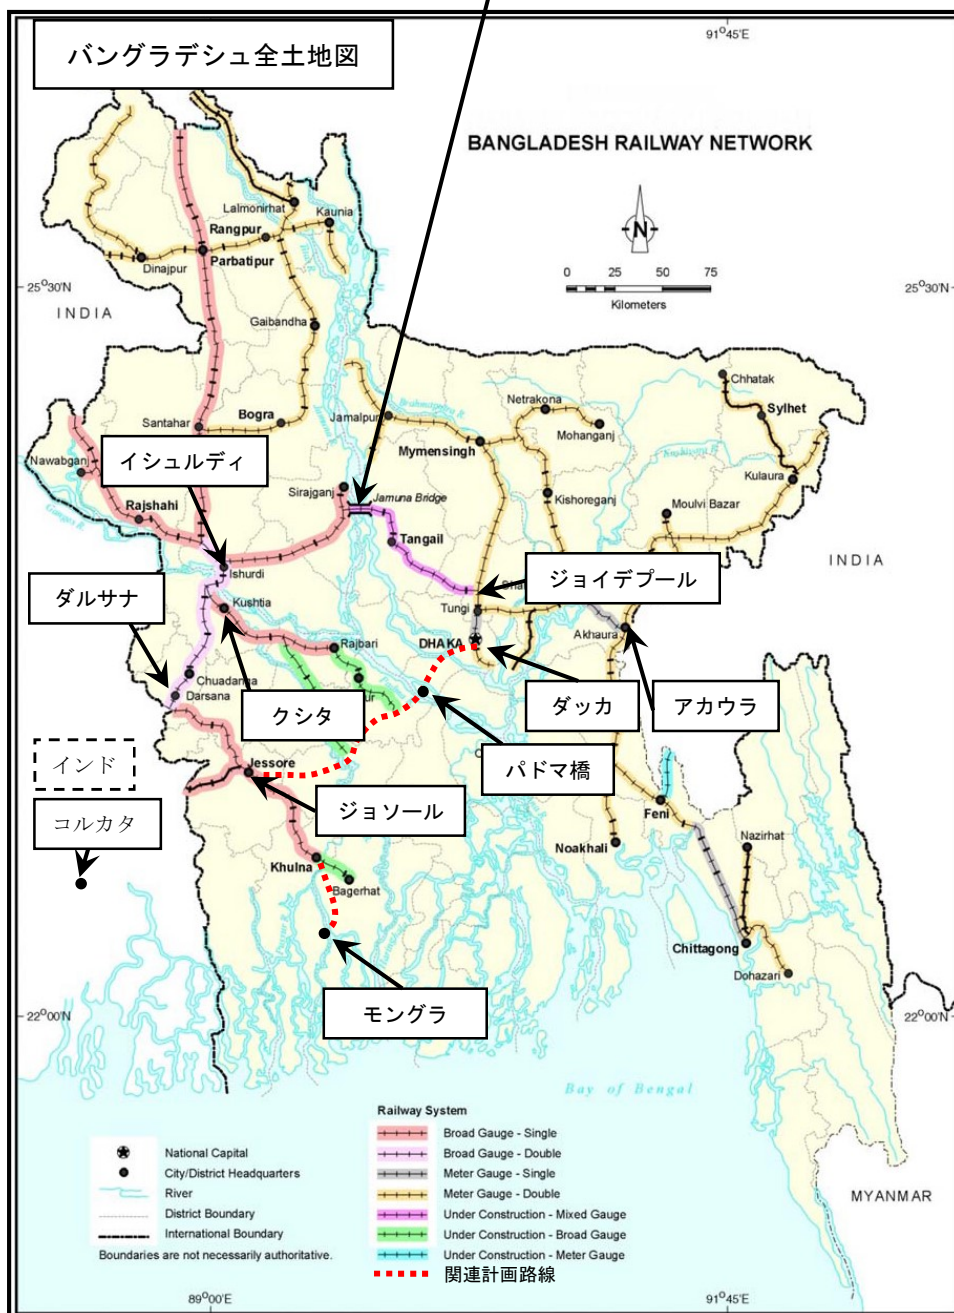 バングラデシュ全土地図
91°45'E
BANGLADESH RAILWAY NETWORK
N
0 25 50 75
Kilometers
25°30'N
25°30'N
INDIA
Lalmonirhat
Kaunia
Rangpur
Parbatipur
Dinajpur
Gaibandha
Chhatak
Sylhet
Netrakona
Mohanganj
Jamalpur
Brahmaputra R.
Bogra
Santahar
Mymensingh
Kulaura
イシュルディ
Nawabganj
Sirajganj
Jamuna Bridge
Kishoreganj
Moulvi Bazar
Rajshahi
Ganges R.
Tangail
INDIA
Ishurdi
ジョイデプール
ダルサナ
Kushtia
Tungi
DHAKA
Akhaura
Rajbari
Chuadanga
Darsana
クシタ
ur
ダッカ
アカウラ
インド
パドマ橋
Jessore
コルカタ
ジョソール
Feni
Nazirhat
Noakhali
Khulna
Bagerhat
Chittagong
Dohazari
モングラ
22°00'N
22°00'N
Bay of Bengal
MYANMAR
National Capital
City/District Headquarters
River
District Boundary
International Boundary
Boundaries are not necessarily authoritative.
Railway System
Broad Gauge - Single
Broad Gauge - Double
Meter Gauge - Single
Meter Gauge - Double
Under Construction - Mixed Gauge
Under Construction - Broad Gauge
Under Construction - Meter Gauge
関連計画路線
89°00'E
91°45'E